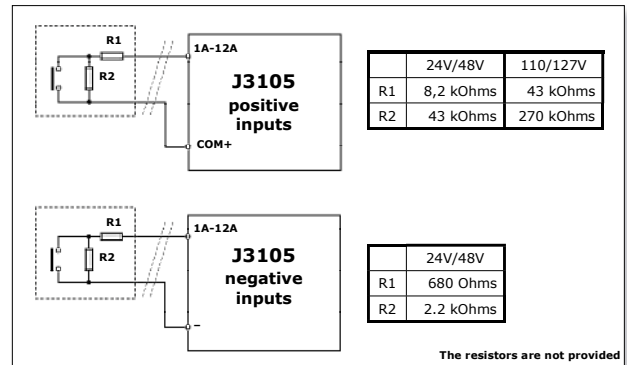 R1
R2
1A-12A
J3105
positive
inputs
COM+
24V/48V 110/127V
R1 8,2 kOhms 43 kOhms
R2 43 kOhms 270 kOhms
R1
R2
1A-12A
J3105
negative
inputs
–
24V/48V
R1 680 Ohms
R2 2.2 kOhms
The resistors are not provided